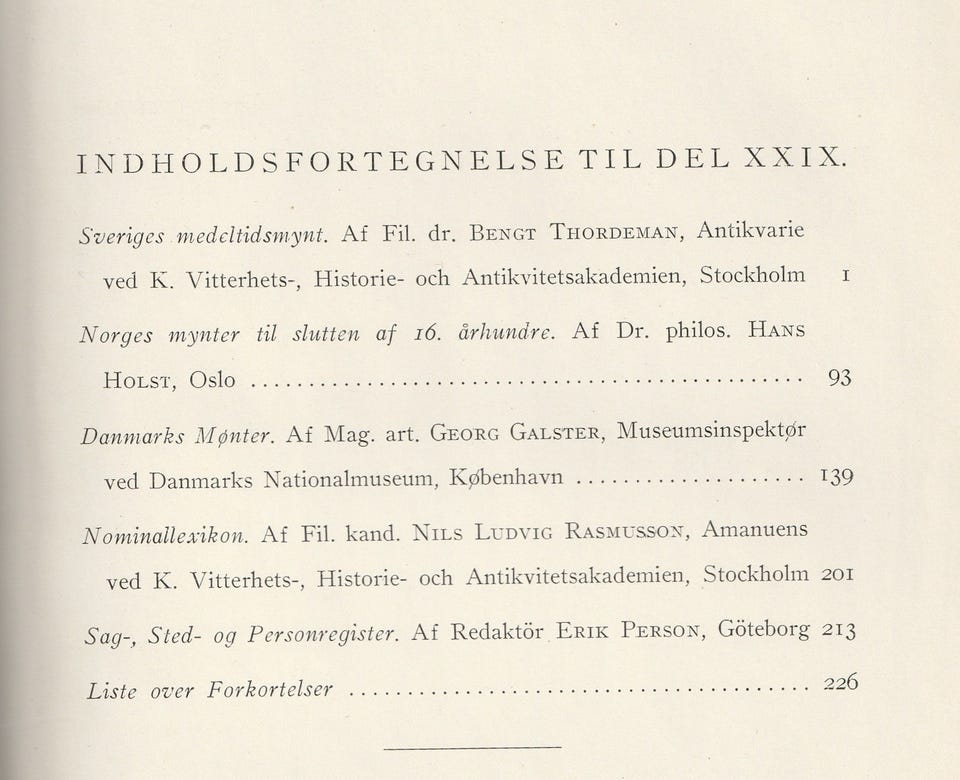 INDHOLDSFORTEGNELSE TIL DEL XXIX.
Sveriges medeltidsmynt. Af Fil. dr. BENGT THORDEMAN, Antikvarie
ved K. Vitterhets-, Historie- och Antikvitetsakademien, Stockholm 1
Norges mynter til slutten af 16. århundre. Af Dr. philos. HANS
HOLST, Oslo ................................................ 93
Danmarks Mønter. Af Mag. art. GEORG GALSTER, Museumsinspektør
ved Danmarks Nationalmuseum, København .................... 139
Nominallexikon. Af Fil. kand. NILS LUDVIG RASMUSSON, Amanuens
ved K. Vitterhets-, Historie- och Antikvitetsakademien, Stockholm 201
Sag-, Sted- og Personregister. Af Redaktör ERIK PERSON, Göteborg 213
Liste over Forkortelser ........................................ 226